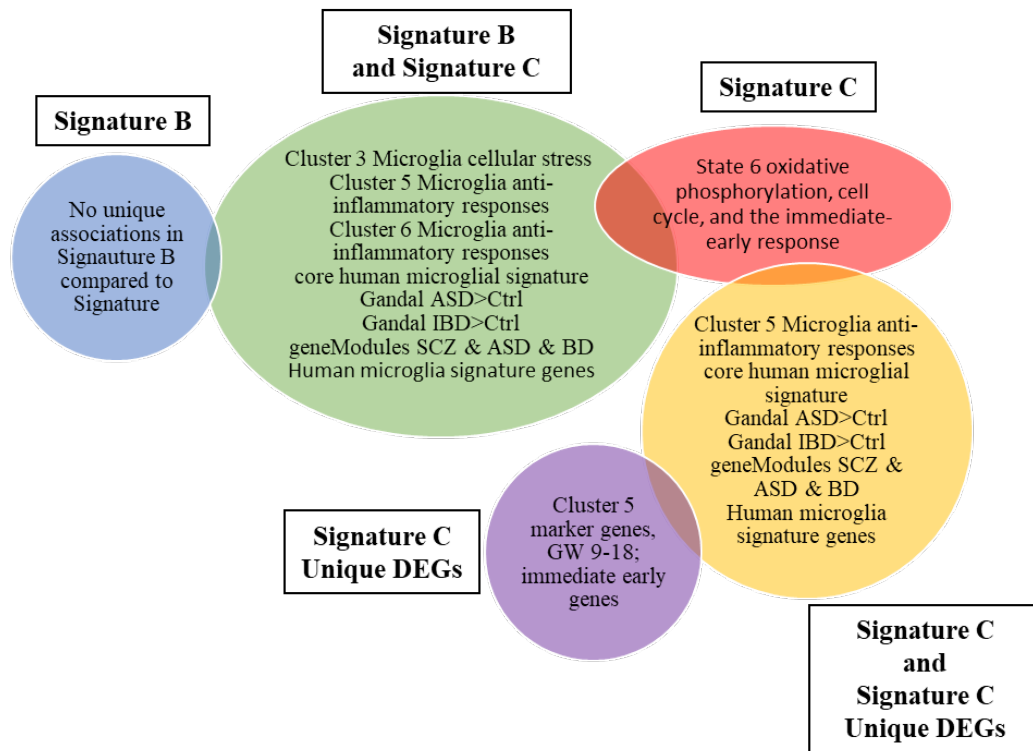 Signature B
and Signature C
Signature C
Signature B
Cluster 3 Microglia cellular stress
Cluster 5 Microglia anti-
inflammatory responses
Cluster 6 Microglia anti-
inflammatory responses
core human microglial signature
Gandal ASD>Ctrl
Gandal IBD>Ctrl
geneModules SCZ & ASD & BD
Human microglia signature genes
State 6 oxidative
phosphorylation, cell
cycle, and the immediate-
early response
No unique
associations in
Signauture B
compared to
Signature
Cluster 5 Microglia anti-
inflammatory responses
core human microglial
signature
Gandal ASD>Ctrl
Gandal IBD>Ctrl
geneModules SCZ &
ASD & BD
Human microglia
signature genes
Signature C
Unique DEGs
Cluster 5
marker genes,
GW 9-18;
immediate early
genes
Signature C
and
Signature C
Unique DEGs